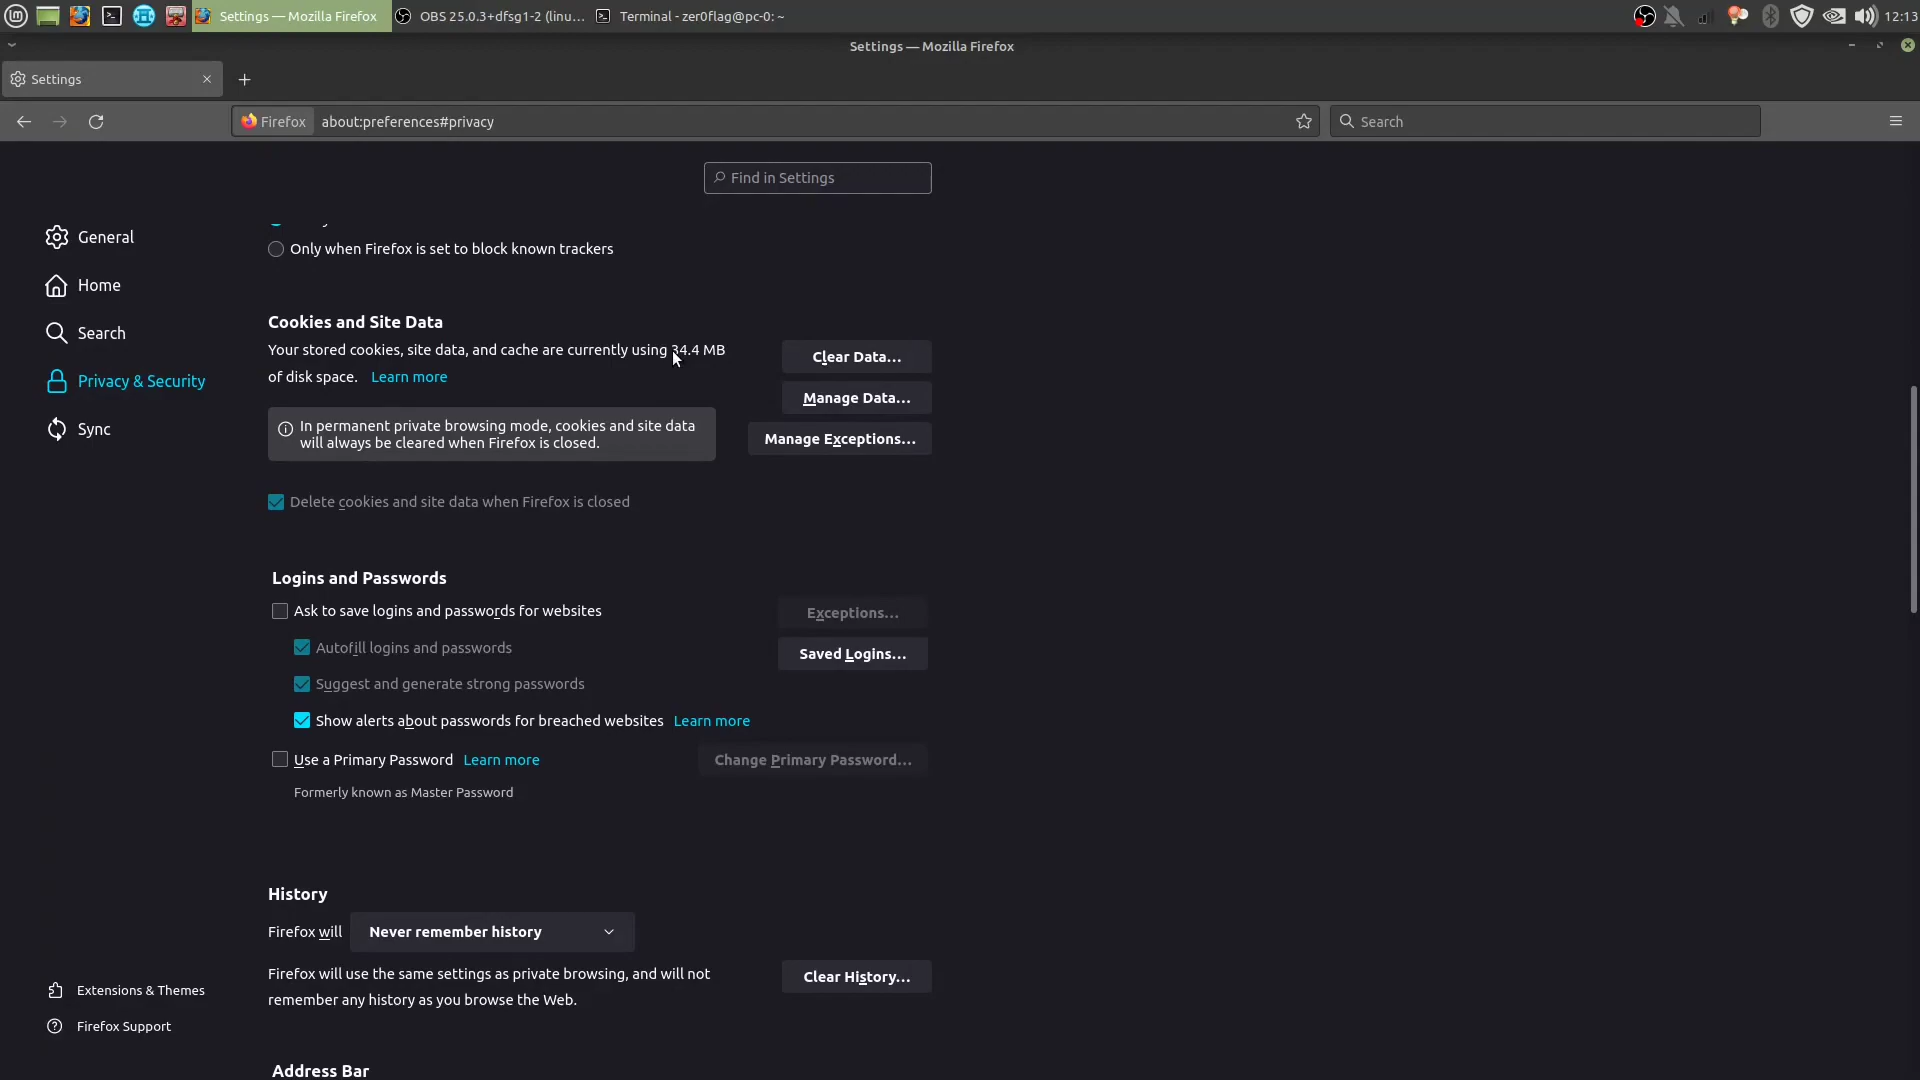 Settings — Mozilla Firefox
OBS 25.0.3+dfsg1-2 (linu...
Terminal - zer0flag@pc-0: ~
12:13
Settings — Mozilla Firefox
Settings
Firefox
about:preferences#privacy
Search
Find in Settings
General
Home
Search
Privacy & Security
Sync
Only when Firefox is set to block known trackers
Cookies and Site Data
Your stored cookies, site data, and cache are currently using 34.4 MB
of disk space. Learn more
Clear Data...
Manage Data...
Manage Exceptions...
In permanent private browsing mode, cookies and site data
will always be cleared when Firefox is closed.
Delete cookies and site data when Firefox is closed
Logins and Passwords
Ask to save logins and passwords for websites
Exceptions...
Autofill logins and passwords
Saved Logins...
Suggest and generate strong passwords
Show alerts about passwords for breached websites Learn more
Use a Primary Password Learn more
Change Primary Password...
Formerly known as Master Password
History
Firefox will Never remember history
Firefox will use the same settings as private browsing, and will not
remember any history as you browse the Web.
Clear History...
Address Bar
Extensions & Themes
Firefox Support